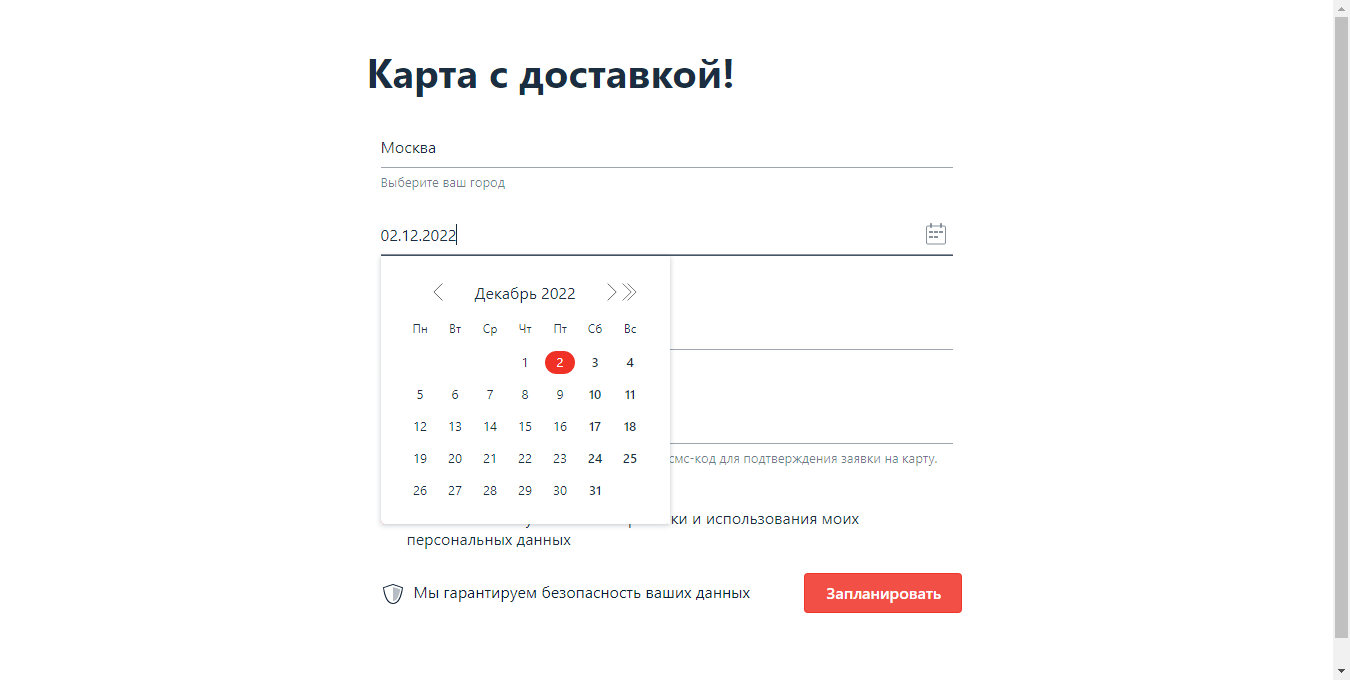 Карта с доставкой!
Москва
Выберите ваш город
02.12.2022
Декабрь 2022
Пн Вт Ср Чт Пт Сб Вс
1 2 3 4
5 6 7 8 9 10 11
12 13 14 15 16 17 18
19 20 21 22 23 24 25
26 27 28 29 30 31
смс-код для подтверждения заявки на карту.
и использования моих
персональных данных
Мы гарантируем безопасность ваших данных
Запланировать